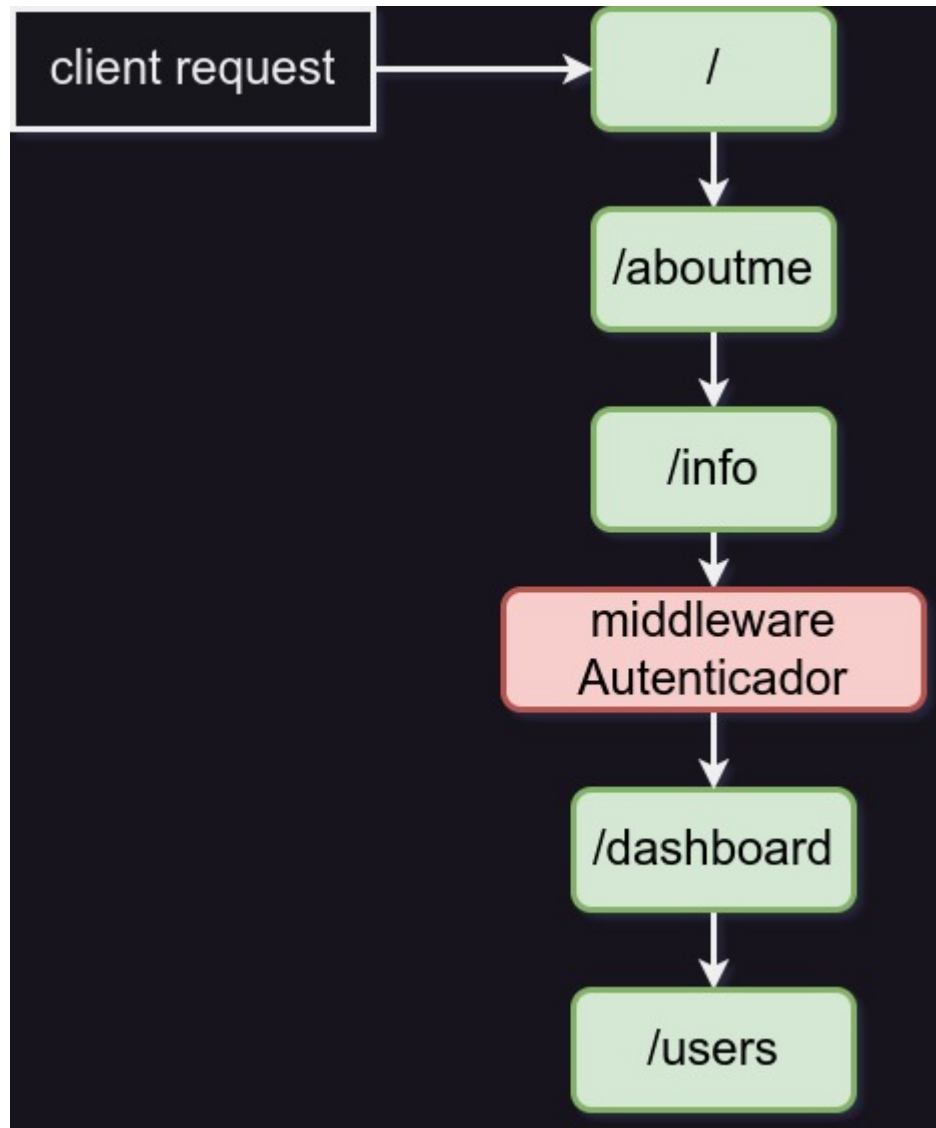 client request
/
/aboutme
/info
middleware
Autenticador
/dashboard
/users